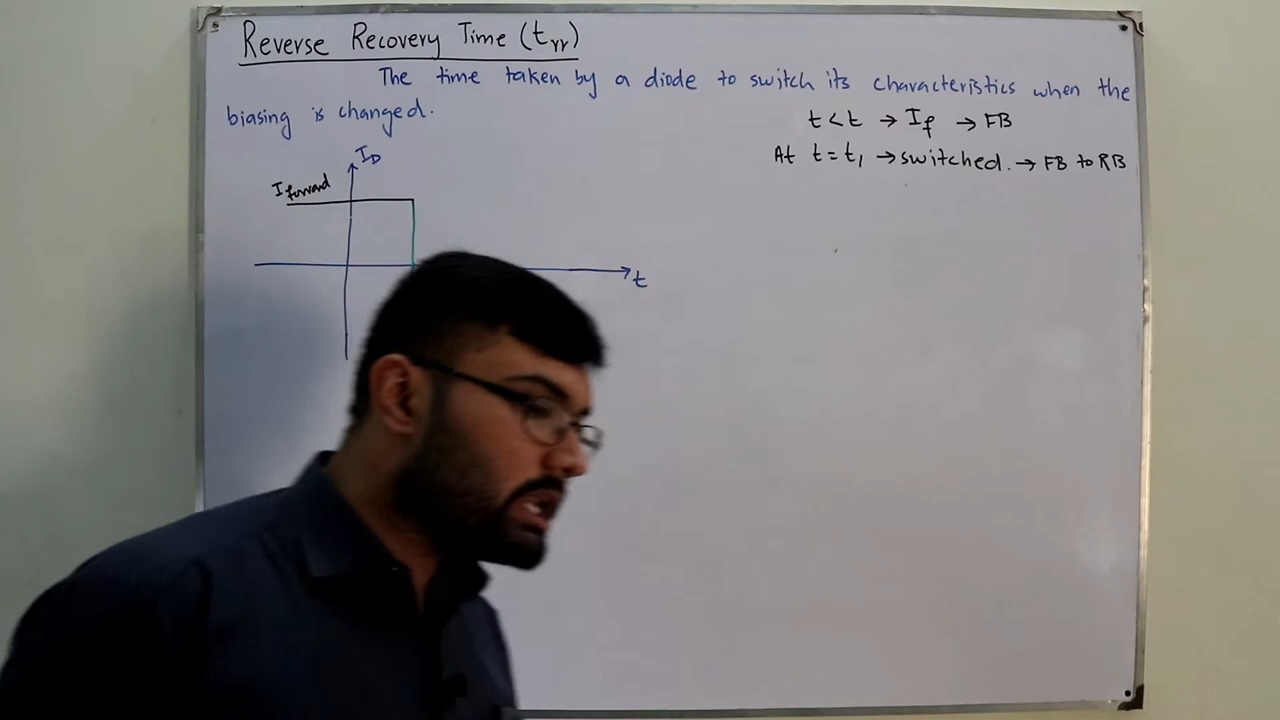 Reverse Recovery Time (trr)
The time taken by a diode to switch its characteristics when the
biasing is changed.
t < t → If → FB
At t = t1 → switched. → FB to RB
ID
Iforward
t